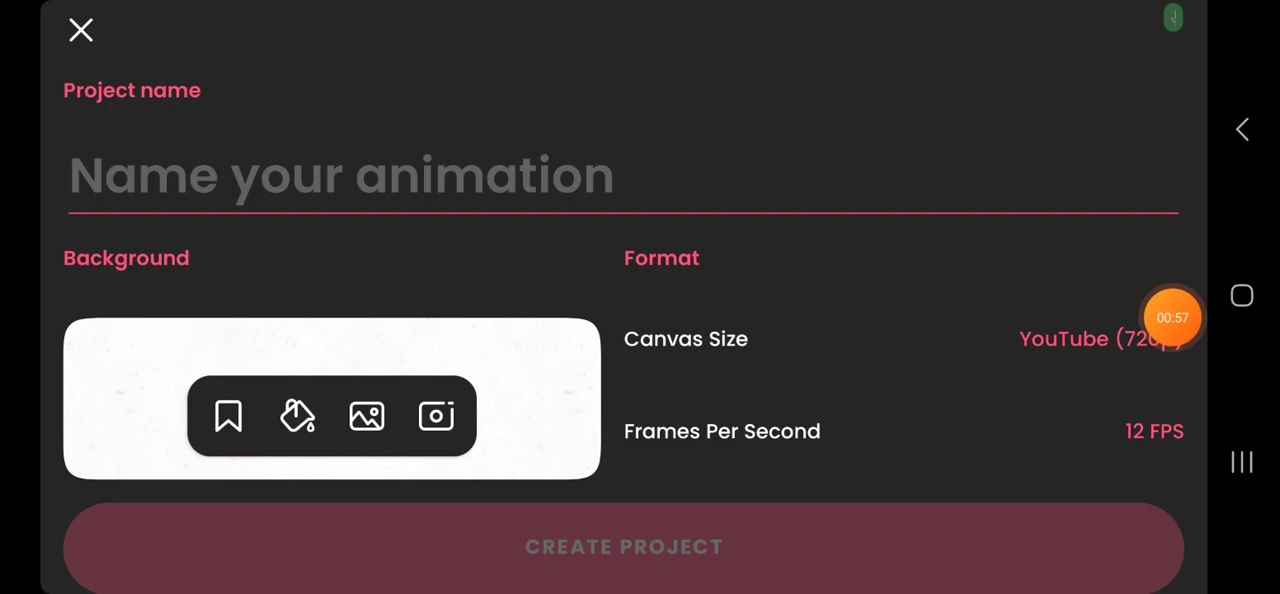 Project name
Name your animation
Background
Format
Canvas Size
YouTube (720p)
00:57
Frames Per Second
12 FPS
CREATE PROJECT